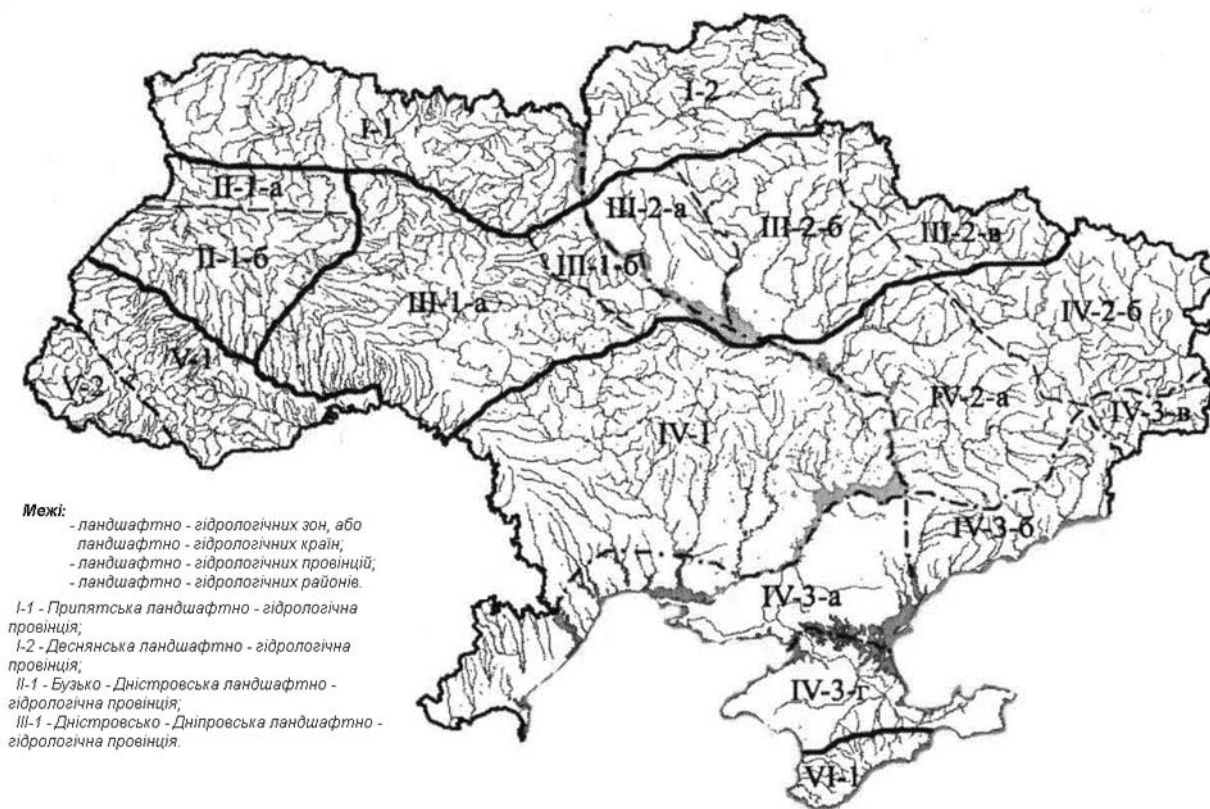 I-2
I-1
II-1-а
III-2-а
III-2-б
III-2-в
II-1-б
III-1-б
III-1-а
IV-2-б
V-1
V-2
IV-2-а
IV-3-в
IV-1
IV-3-б
IV-3-а
IV-3-г
VI-1
Межі:
- ландшафтно - гідрологічних зон, або
ландшафтно - гідрологічних країн;
- ландшафтно - гідрологічних провінцій;
- ландшафтно - гідрологічних районів.
I-1 - Припятська ландшафтно - гідрологічна
провінція;
I-2 - Деснянська ландшафтно - гідрологічна
провінція;
II-1 - Бузько - Дністровська ландшафтно -
гідрологічна провінція;
III-1 - Дністровсько - Дніпровська ландшафтно -
гідрологічна провінція.